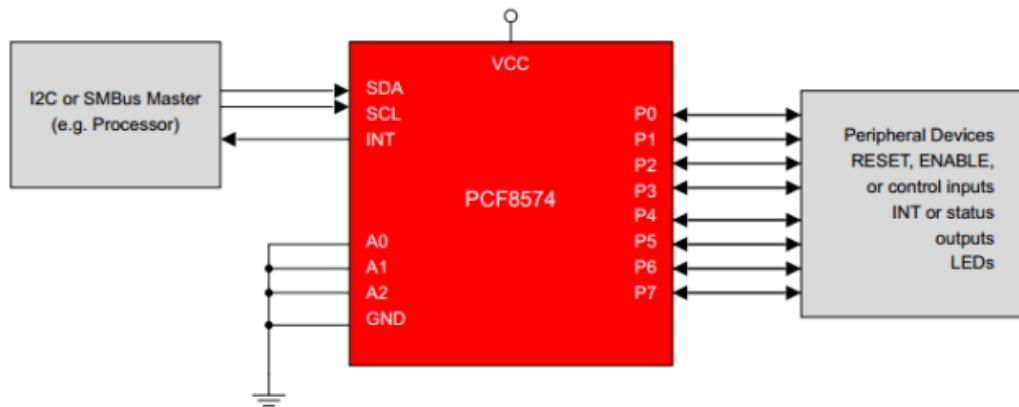 I2C or SMBus Master
(e.g. Processor)
VCC
SDA
SCL
INT
A0
A1
A2
GND
PCF8574
P0
P1
P2
P3
P4
P5
P6
P7
Peripheral Devices
RESET, ENABLE,
or control inputs
INT or status
outputs
LEDs